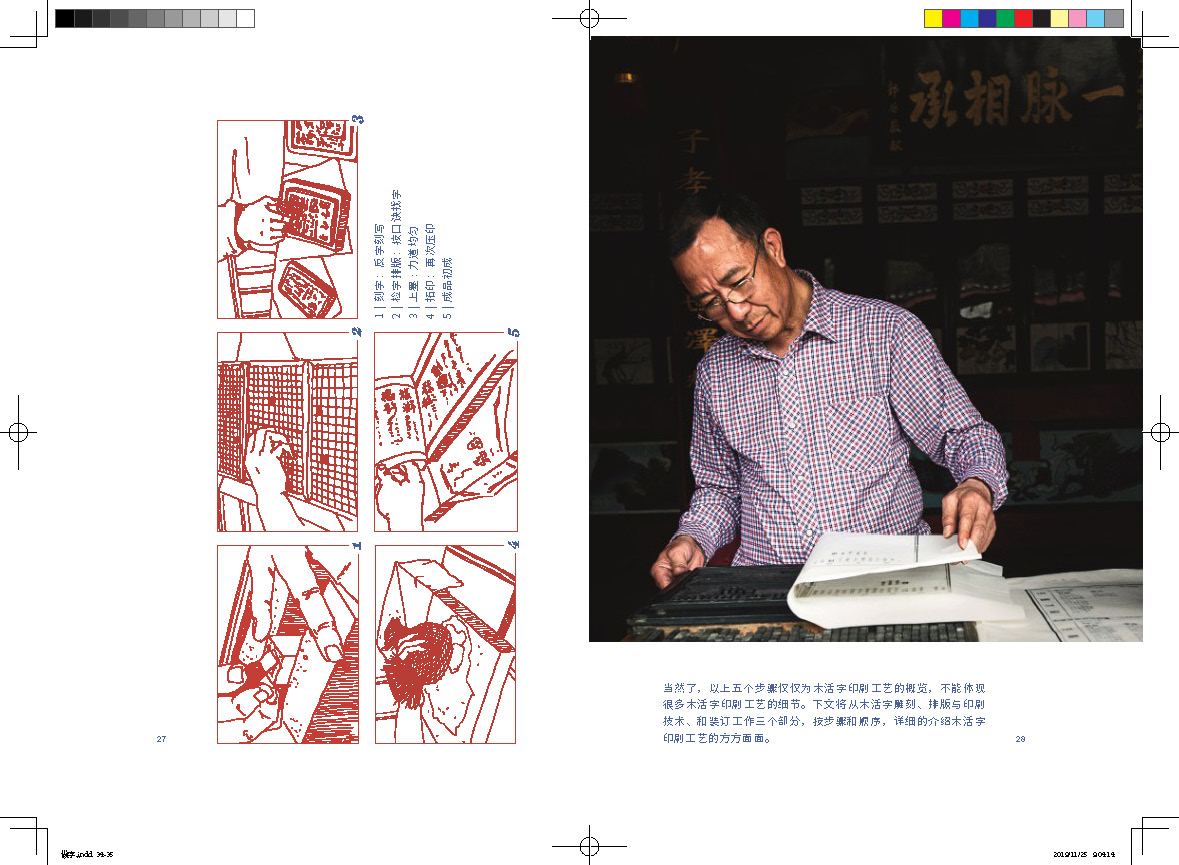 3
2
5
1
4
1 | 刻字：反字刻写
2 | 检字排版：按口诀找字
3 | 上墨：力道均匀
4 | 拓印：再次压印
5 | 成品初成
27
一脉相承
子孝
澤
当然了，以上五个步骤仅仅为木活字印刷工艺的概览，不能体现
很多木活字印刷工艺的细节。下文将从木活字雕刻、排版与印刷
技术、和装订工作三个部分，按步骤和顺序，详细的介绍木活字
印刷工艺的方方面面。
28
.indd 34-35
2019/11/25 9:04:14